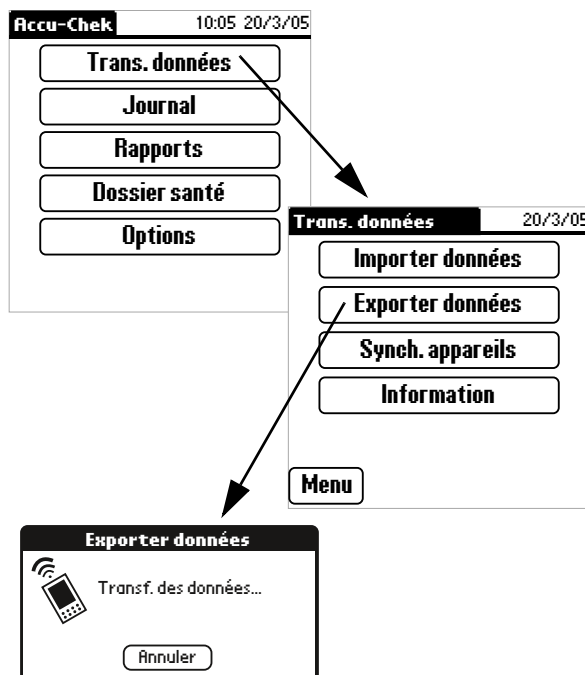 Accu-Chek 10:05 20/3/05
Trans. données
Journal
Rapports
Dossier santé
Options
Trans. données 20/3/05
Importer données
Exporter données
Synch. appareils
Information
Menu
Exporter données
Transf. des données...
Annuler